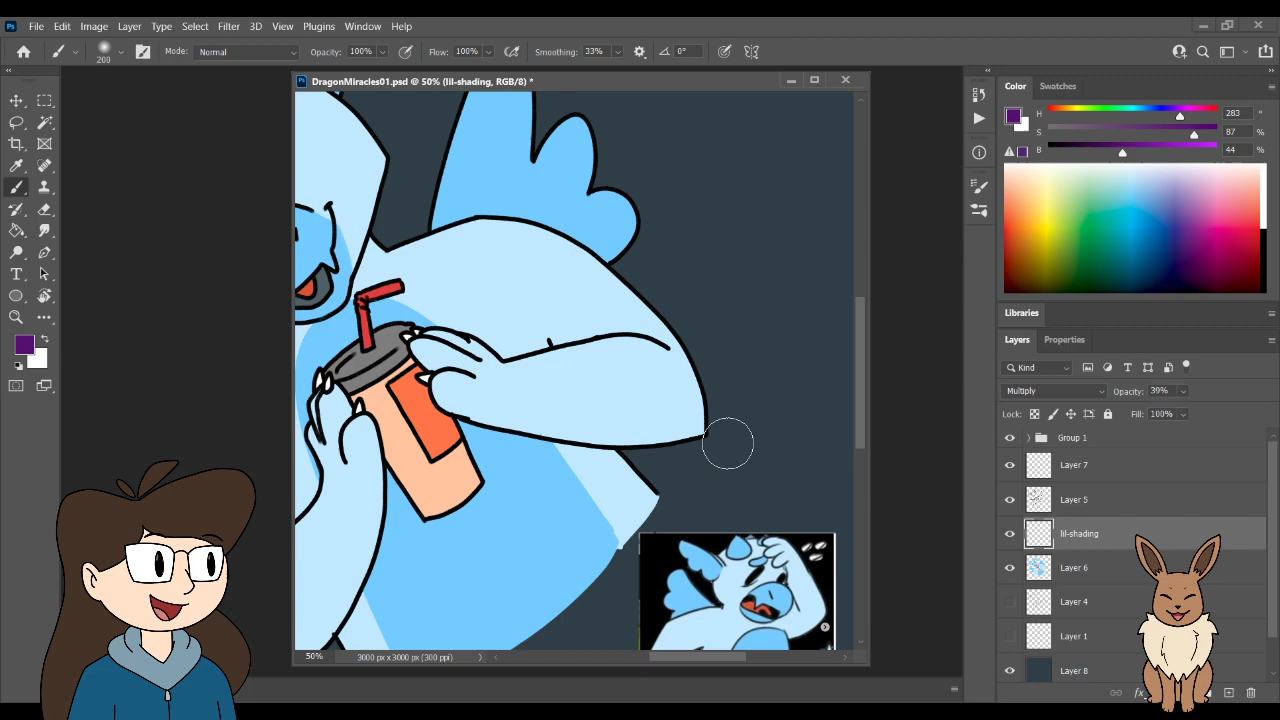 Ps File Edit Image Layer Type Select Filter 3D View Plugins Window Help
200 Mode: Normal Opacity: 100% Flow: 100% Smoothing: 33% 0°
Ps DragonMiracles01.psd @ 50% (lil-shading, RGB/8) *
Color Swatches
H 283 °
S 87 %
B 44 %
Libraries
Layers Properties
Kind
Multiply Opacity: 39%
Lock: Fill: 100%
Group 1
Layer 7
Layer 5
lil-shading
Layer 6
Layer 4
Layer 1
Layer 8
50% 3000 px x 3000 px (300 ppi)
fx